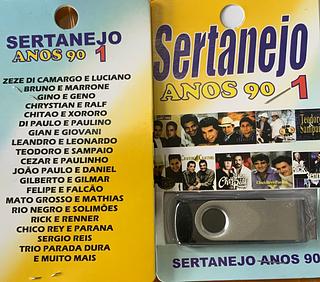 SERTANEJO
ANOS 90 1
ZEZE DI CAMARGO E LUCIANO
BRUNO E MARRONE
GINO E GENO
CHRYSTIAN E RALF
CHITAO E XORORO
DI PAULO E PAULINO
GIAN E GIOVANI
LEANDRO E LEONARDO
TEODORO E SAMPAIO
CEZAR E PAULINHO
JOÃO PAULO E DANIEL
GILBERTO E GILMAR
FELIPE E FALCÃO
MATO GROSSO E MATHIAS
RIO NEGRO E SOLIMÕES
RICK E RENNER
CHICO REY E PARANA
SERGIO REIS
TRIO PARADA DURA
E MUITO MAIS
Sertanejo
ANOS 90 1
Teodoro
Sampaio
SERTANEJO ANOS 90